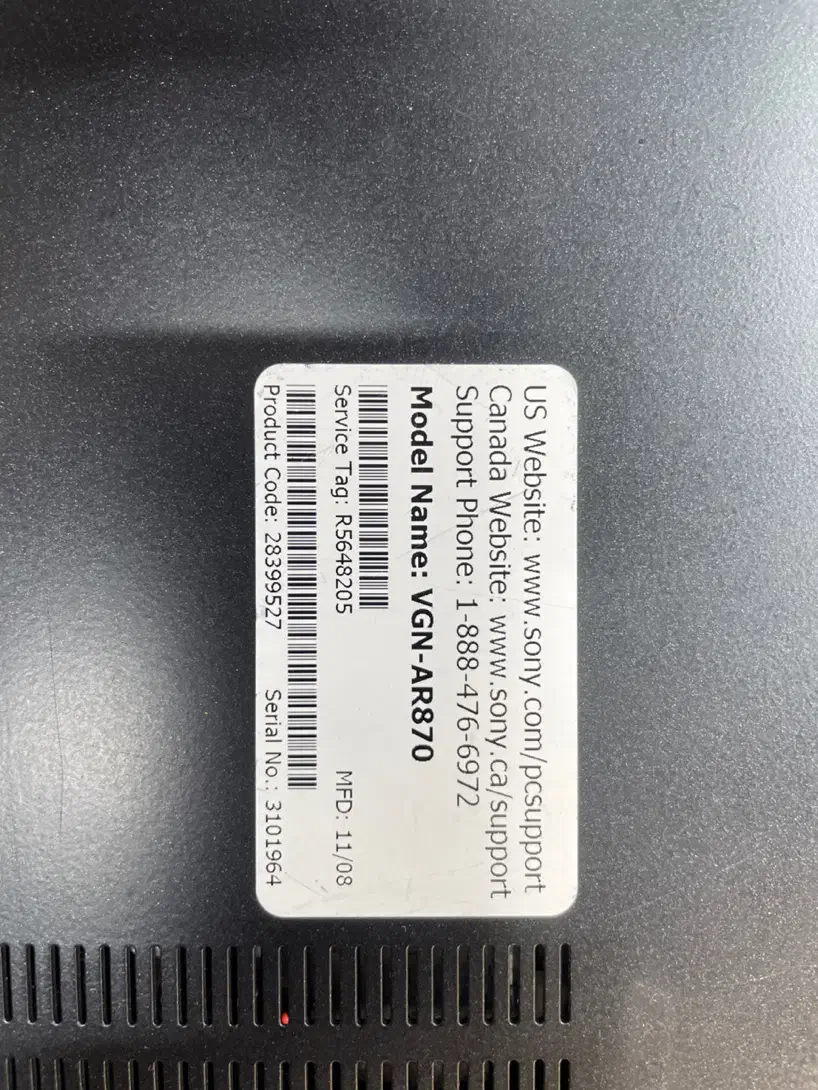 US Website: www.sony.com/pcsupport
Canada Website: www.sony.ca/support
Support Phone: 1-888-476-6972
Model Name: VGN-AR870
Service Tag: R5648205 MFD: 11/08
Product Code: 28399527 Serial No.: 3101964